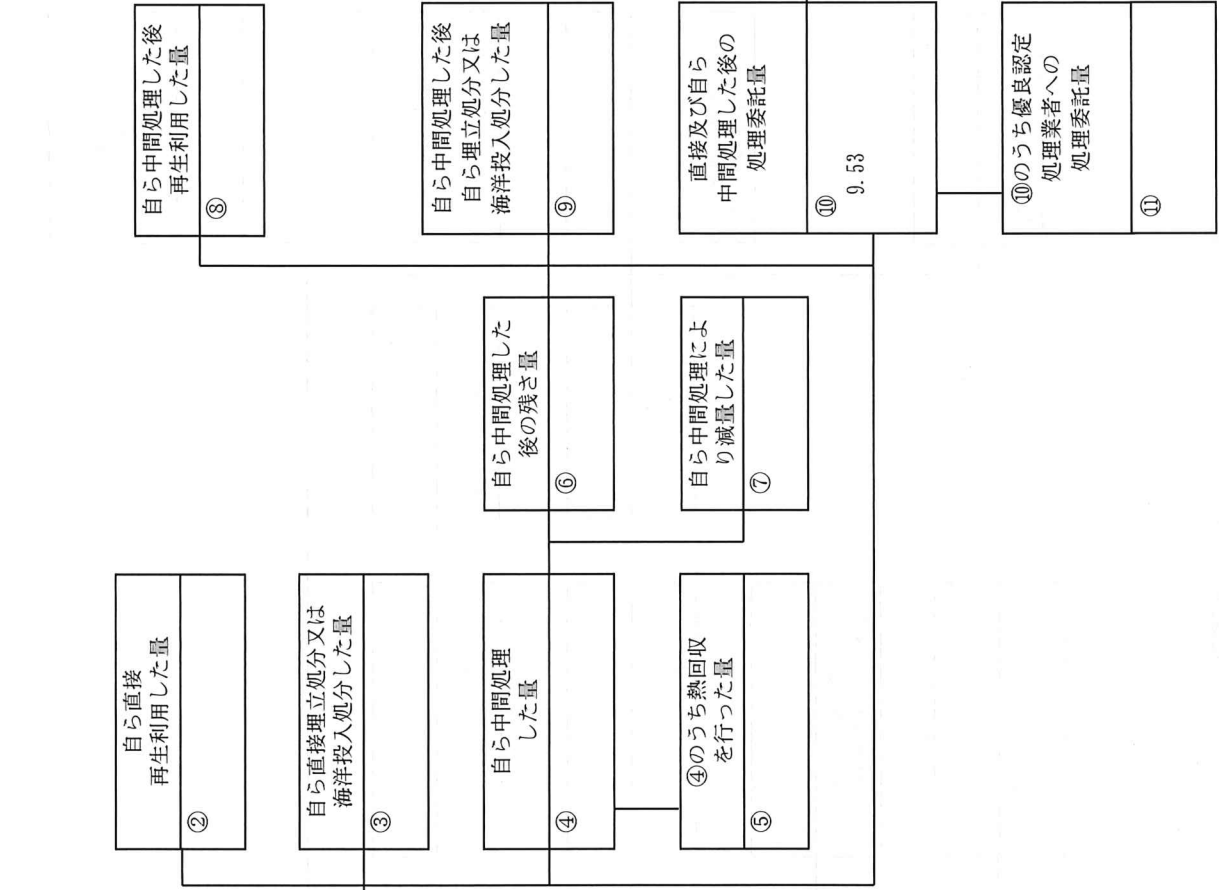 自ら直接
再生利用した量
②
自ら直接埋立処分又は
海洋投入処分した量
③
自ら中間処理
した量
④
④のうち熱回収
を行った量
⑤
自ら中間処理した
後の残さ量
⑥
自ら中間処理によ
り減量した量
⑦
自ら中間処理した後
再生利用した量
⑧
自ら中間処理した後
自ら埋立処分又は
海洋投入処分した量
⑨
直接及び自ら
中間処理した後の
処理委託量
⑩
9.53
⑩のうち優良認定
処理業者への
処理委託量
⑪